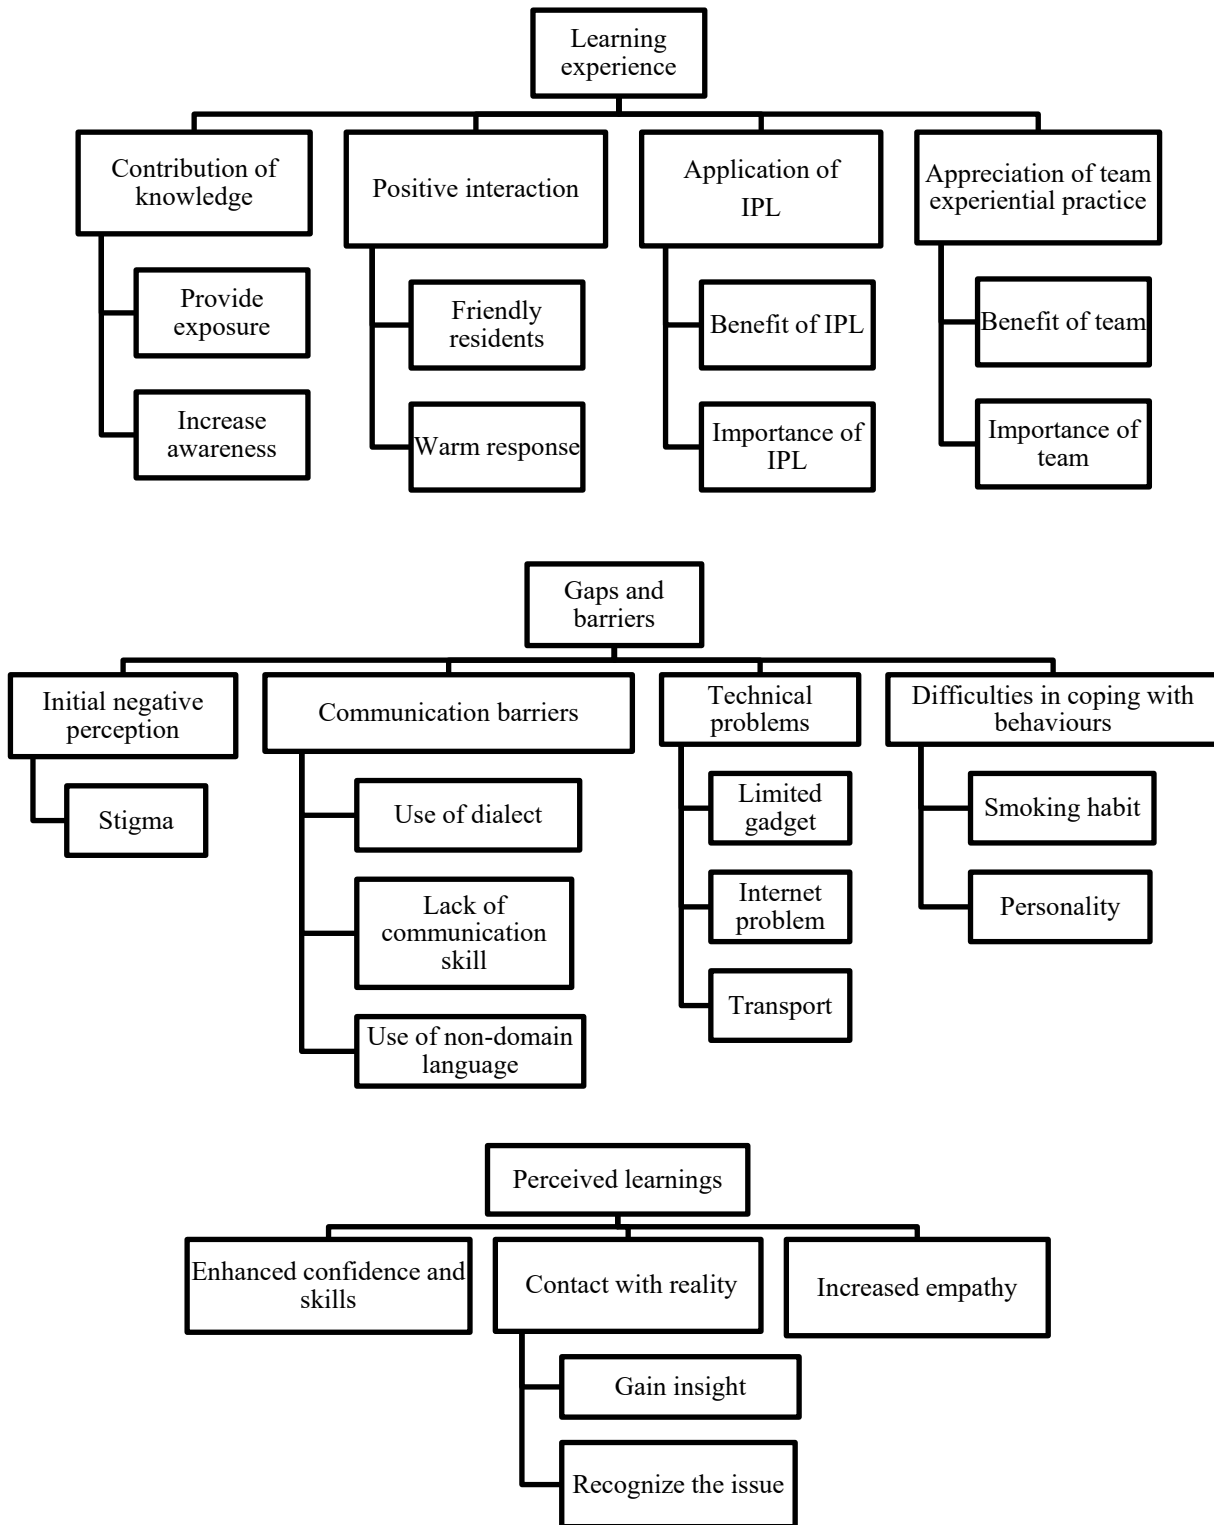 Learning
experience
Contribution of
knowledge
Positive interaction
Application of
IPL
Appreciation of team
experiential practice
Provide
exposure
Friendly
residents
Benefit of IPL
Benefit of team
Increase
awareness
Warm response
Importance of
IPL
Importance of
team
Gaps and
barriers
Initial negative
perception
Communication barriers
Technical
problems
Difficulties in coping with
behaviours
Stigma
Use of dialect
Lack of
communication
skill
Use of non-domain
language
Limited
gadget
Internet
problem
Transport
Smoking habit
Personality
Perceived learnings
Enhanced confidence and
skills
Contact with reality
Increased empathy
Gain insight
Recognize the issue